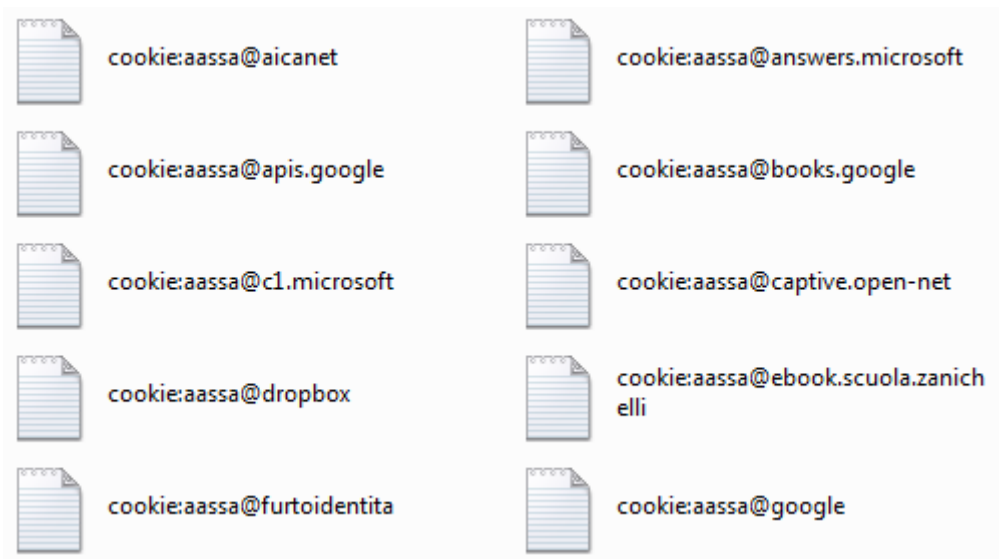 cookie:aassa@aicanet
cookie:aassa@answers.microsoft
cookie:aassa@apis.google
cookie:aassa@books.google
cookie:aassa@c1.microsoft
cookie:aassa@captive.open-net
cookie:aassa@dropbox
cookie:aassa@ebook.scuola.zanich
elli
cookie:aassa@furtoidentita
cookie:aassa@google